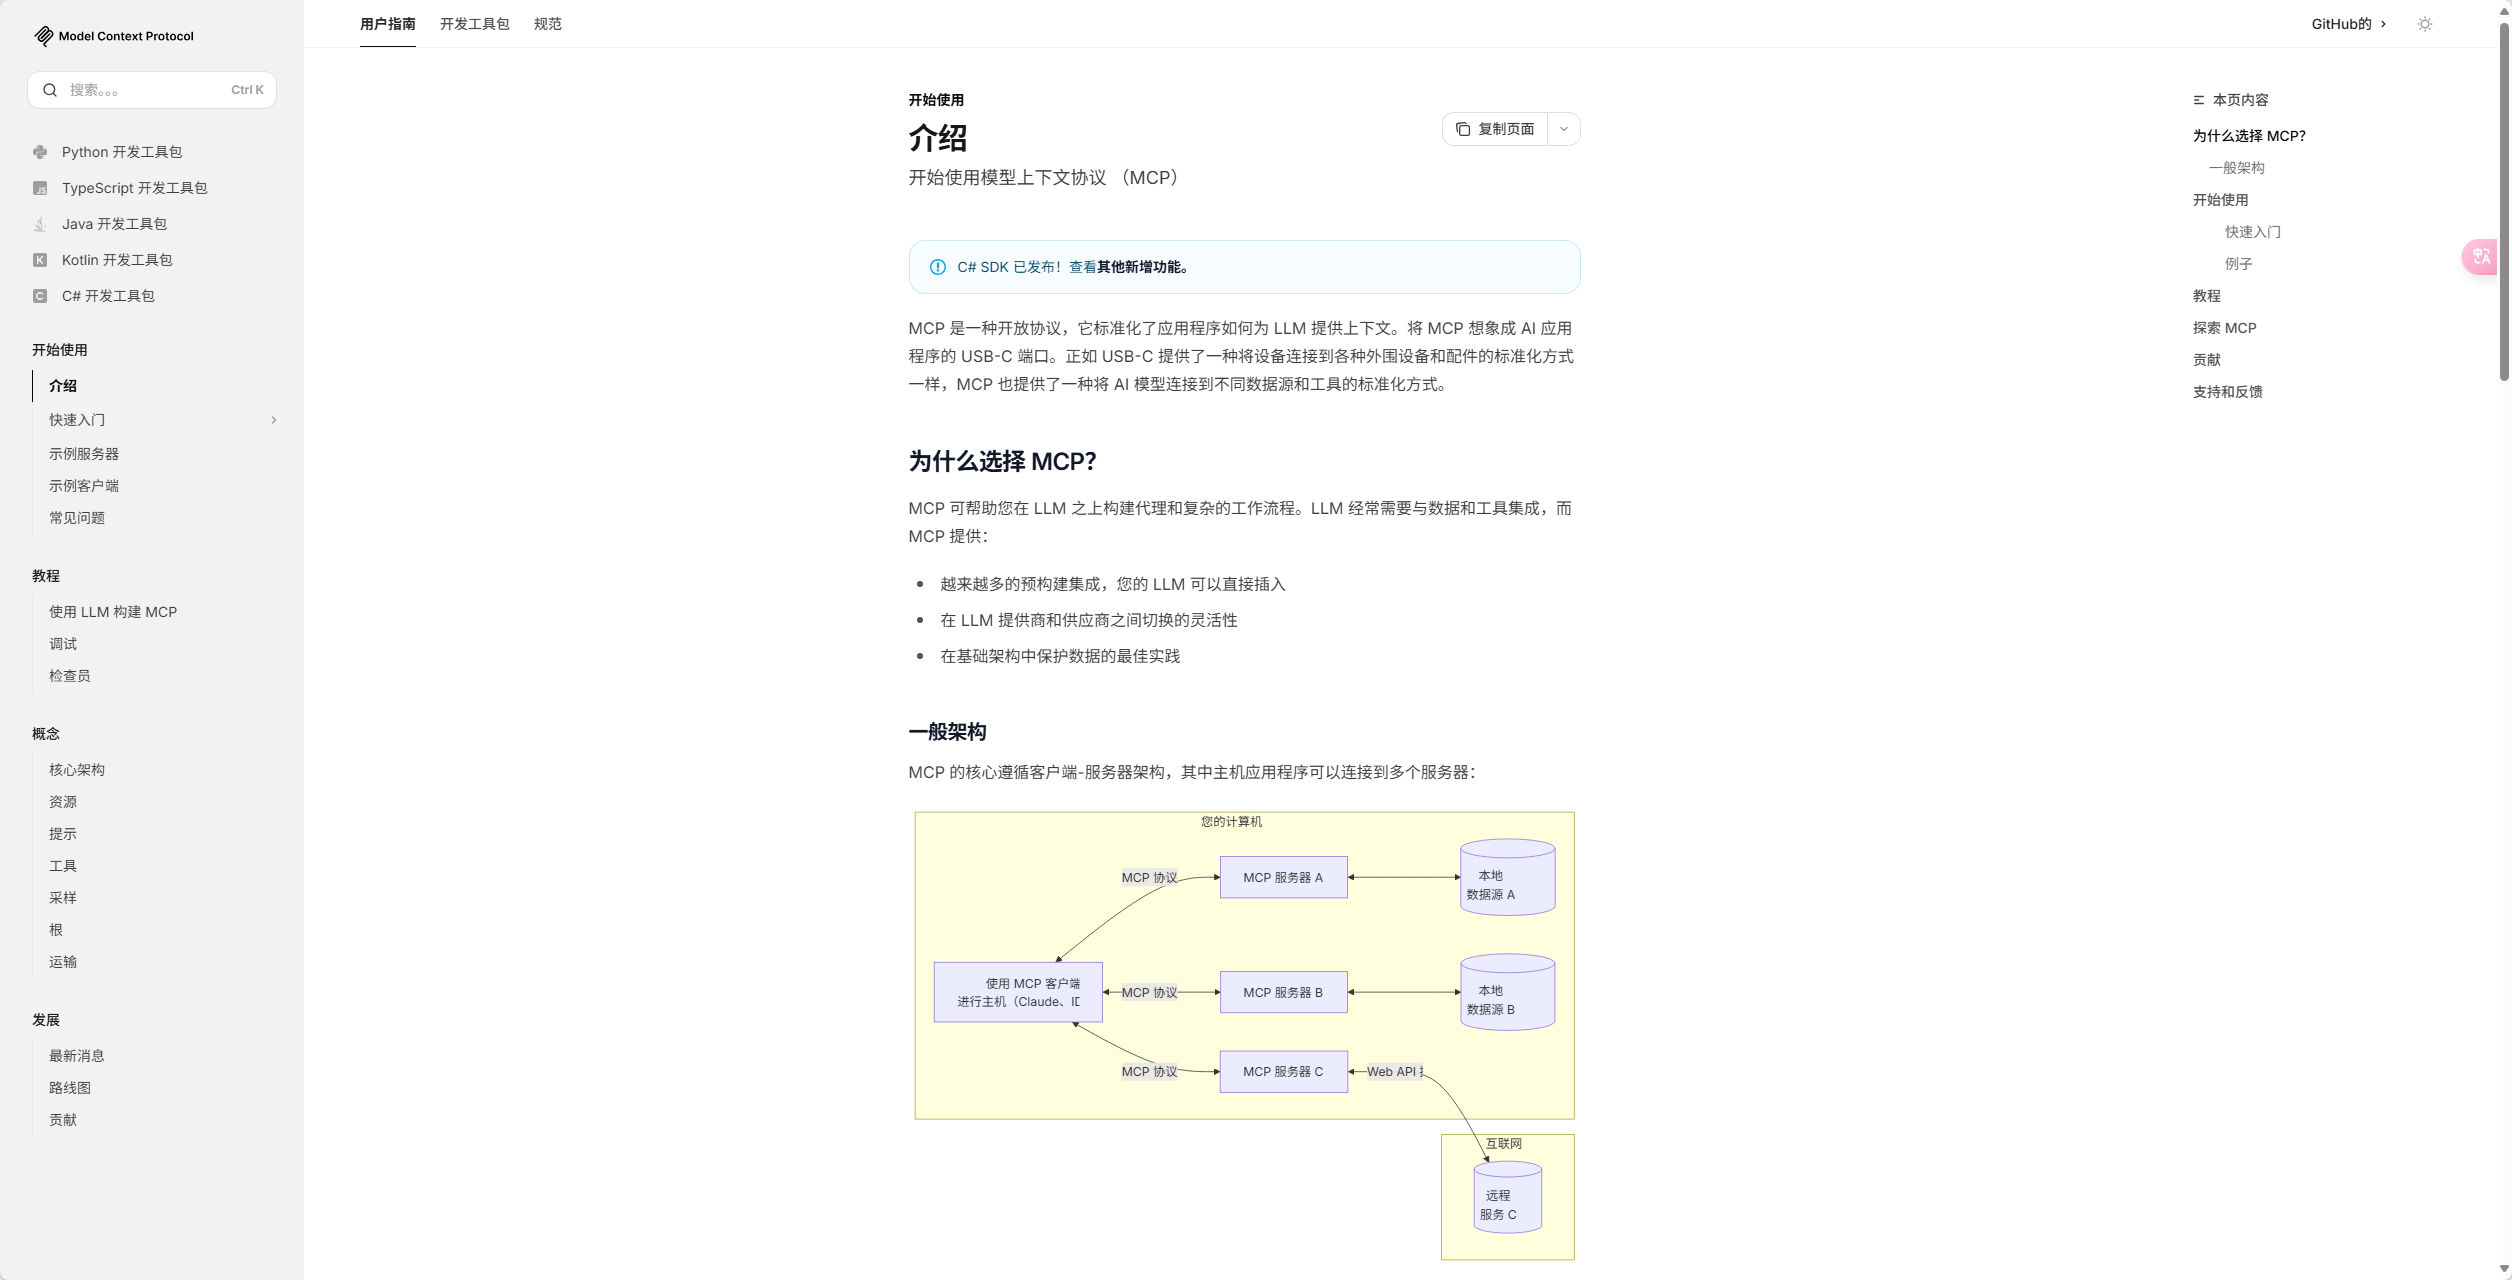 Model Context Protocol
搜索。。。
Ctrl K
Python 开发工具包
TypeScript 开发工具包
Java 开发工具包
Kotlin 开发工具包
C# 开发工具包
开始使用
介绍
快速入门
示例服务器
示例客户端
常见问题
教程
使用 LLM 构建 MCP
调试
检查员
概念
核心架构
资源
提示
工具
采样
根
运输
发展
最新消息
路线图
贡献
用户指南
开发工具包
规范
GitHub的
开始使用
介绍
复制页面
开始使用模型上下文协议 （MCP）
C# SDK 已发布！查看其他新增功能。
MCP 是一种开放协议，它标准化了应用程序如何为 LLM 提供上下文。将 MCP 想象成 AI 应用
程序的 USB-C 端口。正如 USB-C 提供了一种将设备连接到各种外围设备和配件的标准化方式
一样，MCP 也提供了一种将 AI 模型连接到不同数据源和工具的标准化方式。
为什么选择 MCP？
MCP 可帮助您在 LLM 之上构建代理和复杂的工作流程。LLM 经常需要与数据和工具集成，而
MCP 提供：
越来越多的预构建集成，您的 LLM 可以直接插入
在 LLM 提供商和供应商之间切换的灵活性
在基础架构中保护数据的最佳实践
一般架构
MCP 的核心遵循客户端-服务器架构，其中主机应用程序可以连接到多个服务器：
您的计算机
MCP 协议
MCP 服务器 A
本地
数据源 A
使用 MCP 客户端
进行主机（Claude、ID
MCP 协议
MCP 服务器 B
本地
数据源 B
MCP 协议
MCP 服务器 C
Web API
互联网
远程
服务 C
本页内容
为什么选择 MCP？
一般架构
开始使用
快速入门
例子
教程
探索 MCP
贡献
支持和反馈